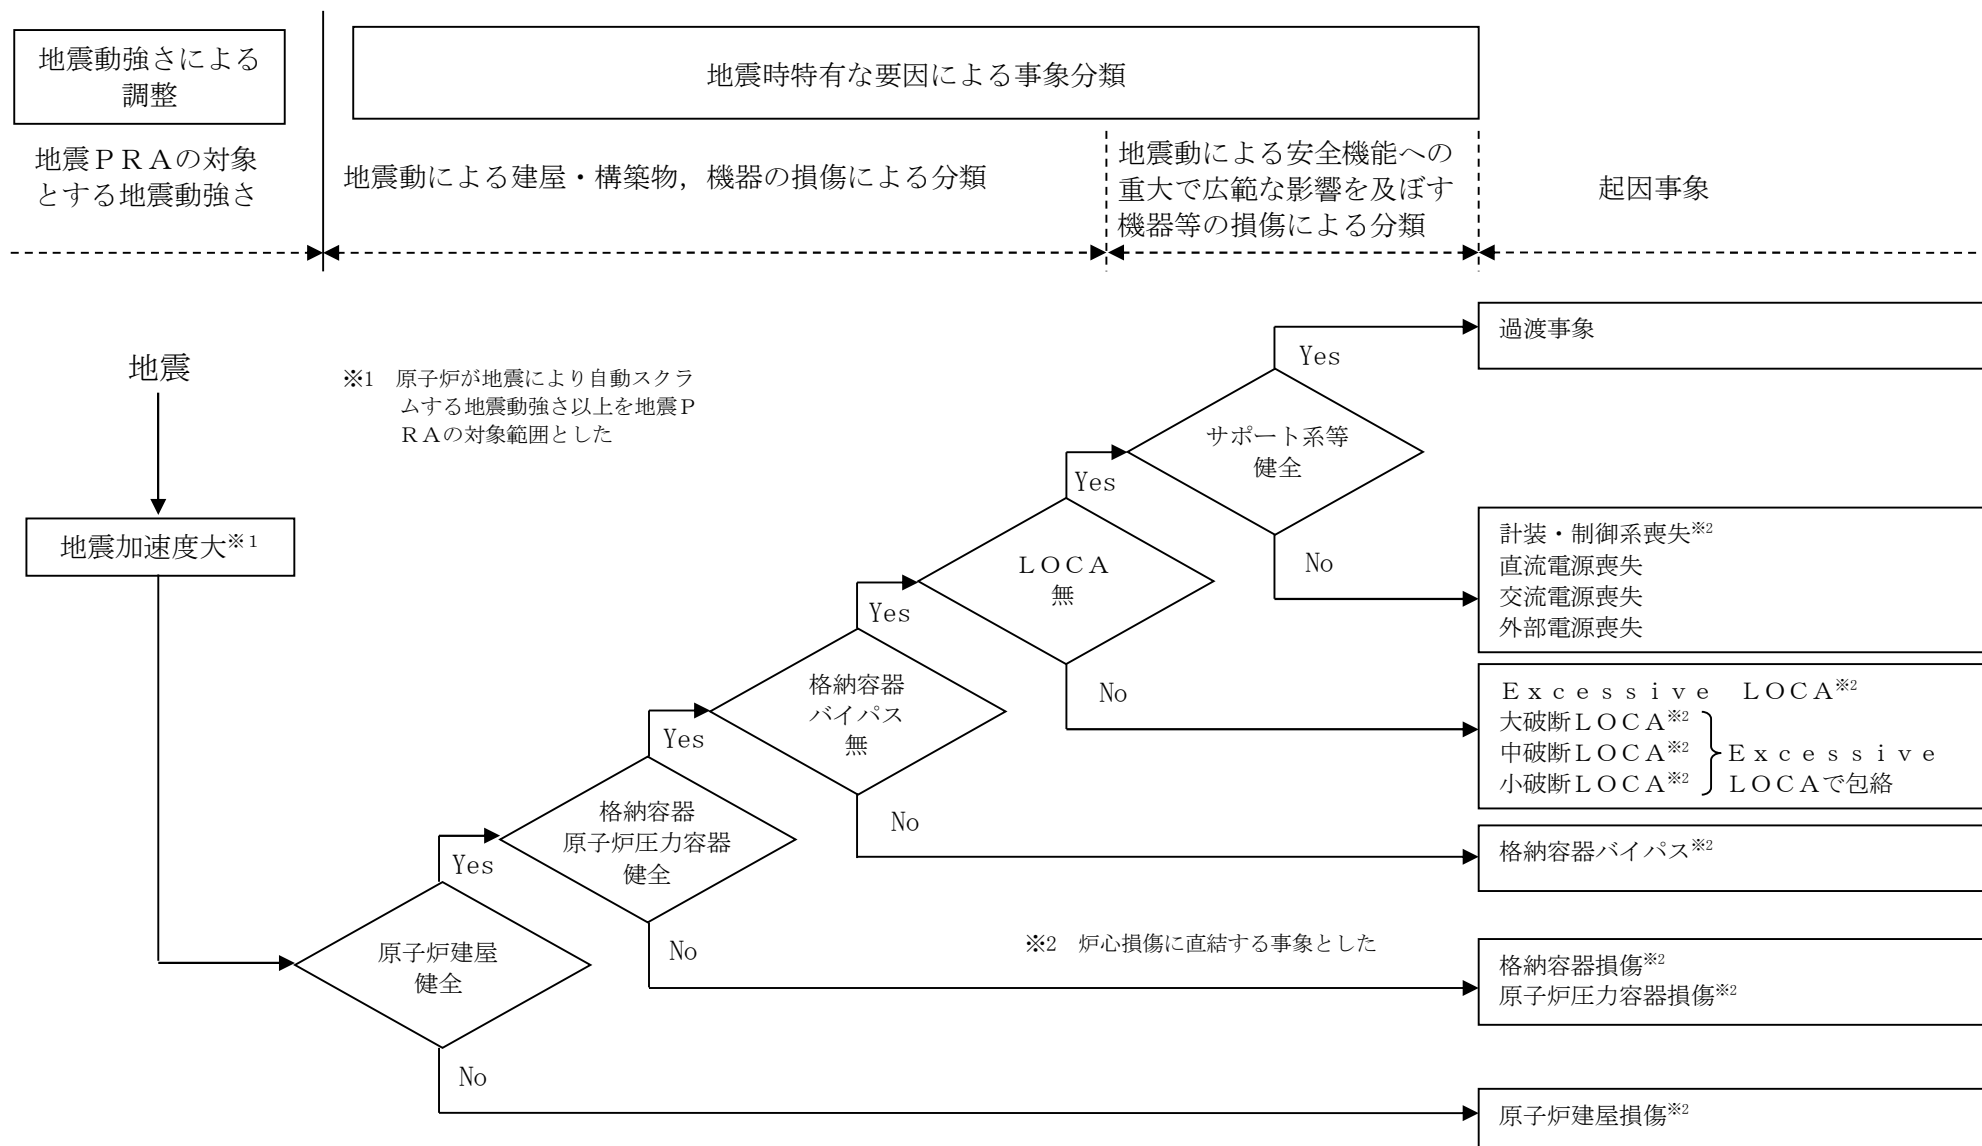 地震動強さによる
調整
地震時特有な要因による事象分類
地震ＰＲＡの対象
とする地震動強さ
地震動による建屋・構築物，機器の損傷による分類
地震動による安全機能への
重大で広範な影響を及ぼす
機器等の損傷による分類
起因事象
過渡事象
Yes
地震
※1　原子炉が地震により自動スクラ
ムする地震動強さ以上を地震Ｐ
ＲＡの対象範囲とした
サポート系等
健全
Yes
地震加速度大※1
計装・制御系喪失※2
直流電源喪失
交流電源喪失
外部電源喪失
No
ＬＯＣＡ
無
Yes
Ｅｘｃｅｓｓｉｖｅ　ＬＯＣＡ※2
大破断ＬＯＣＡ※2
中破断ＬＯＣＡ※2
小破断ＬＯＣＡ※2
Ｅｘｃｅｓｓｉｖｅ
ＬＯＣＡで包絡
No
格納容器
バイパス
無
Yes
No
格納容器バイパス※2
格納容器
原子炉圧力容器
健全
Yes
No
※2　炉心損傷に直結する事象とした
格納容器損傷※2
原子炉圧力容器損傷※2
原子炉建屋
健全
No
原子炉建屋損傷※2